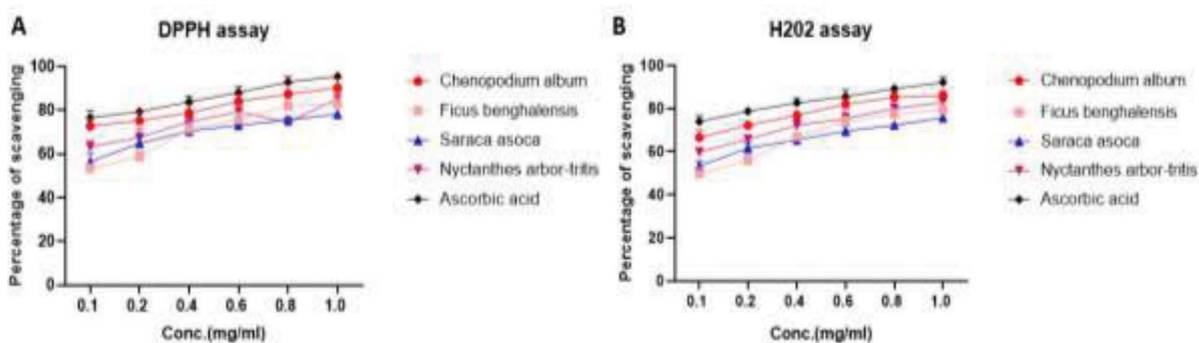 A
DPPH assay
Percentage of scavenging
100
80
60
40
20
0
0.1 0.2 0.4 0.6 0.8 1.0
Conc.(mg/ml)
Chenopodium album
Ficus benghalensis
Saraca asoca
Nyctanthes arbor-tritis
Ascorbic acid
B
H202 assay
Percentage of scavenging
100
80
60
40
20
0
0.1 0.2 0.4 0.6 0.8 1.0
Conc.(mg/ml)
Chenopodium album
Ficus benghalensis
Saraca asoca
Nyctanthes arbor-tritis
Ascorbic acid